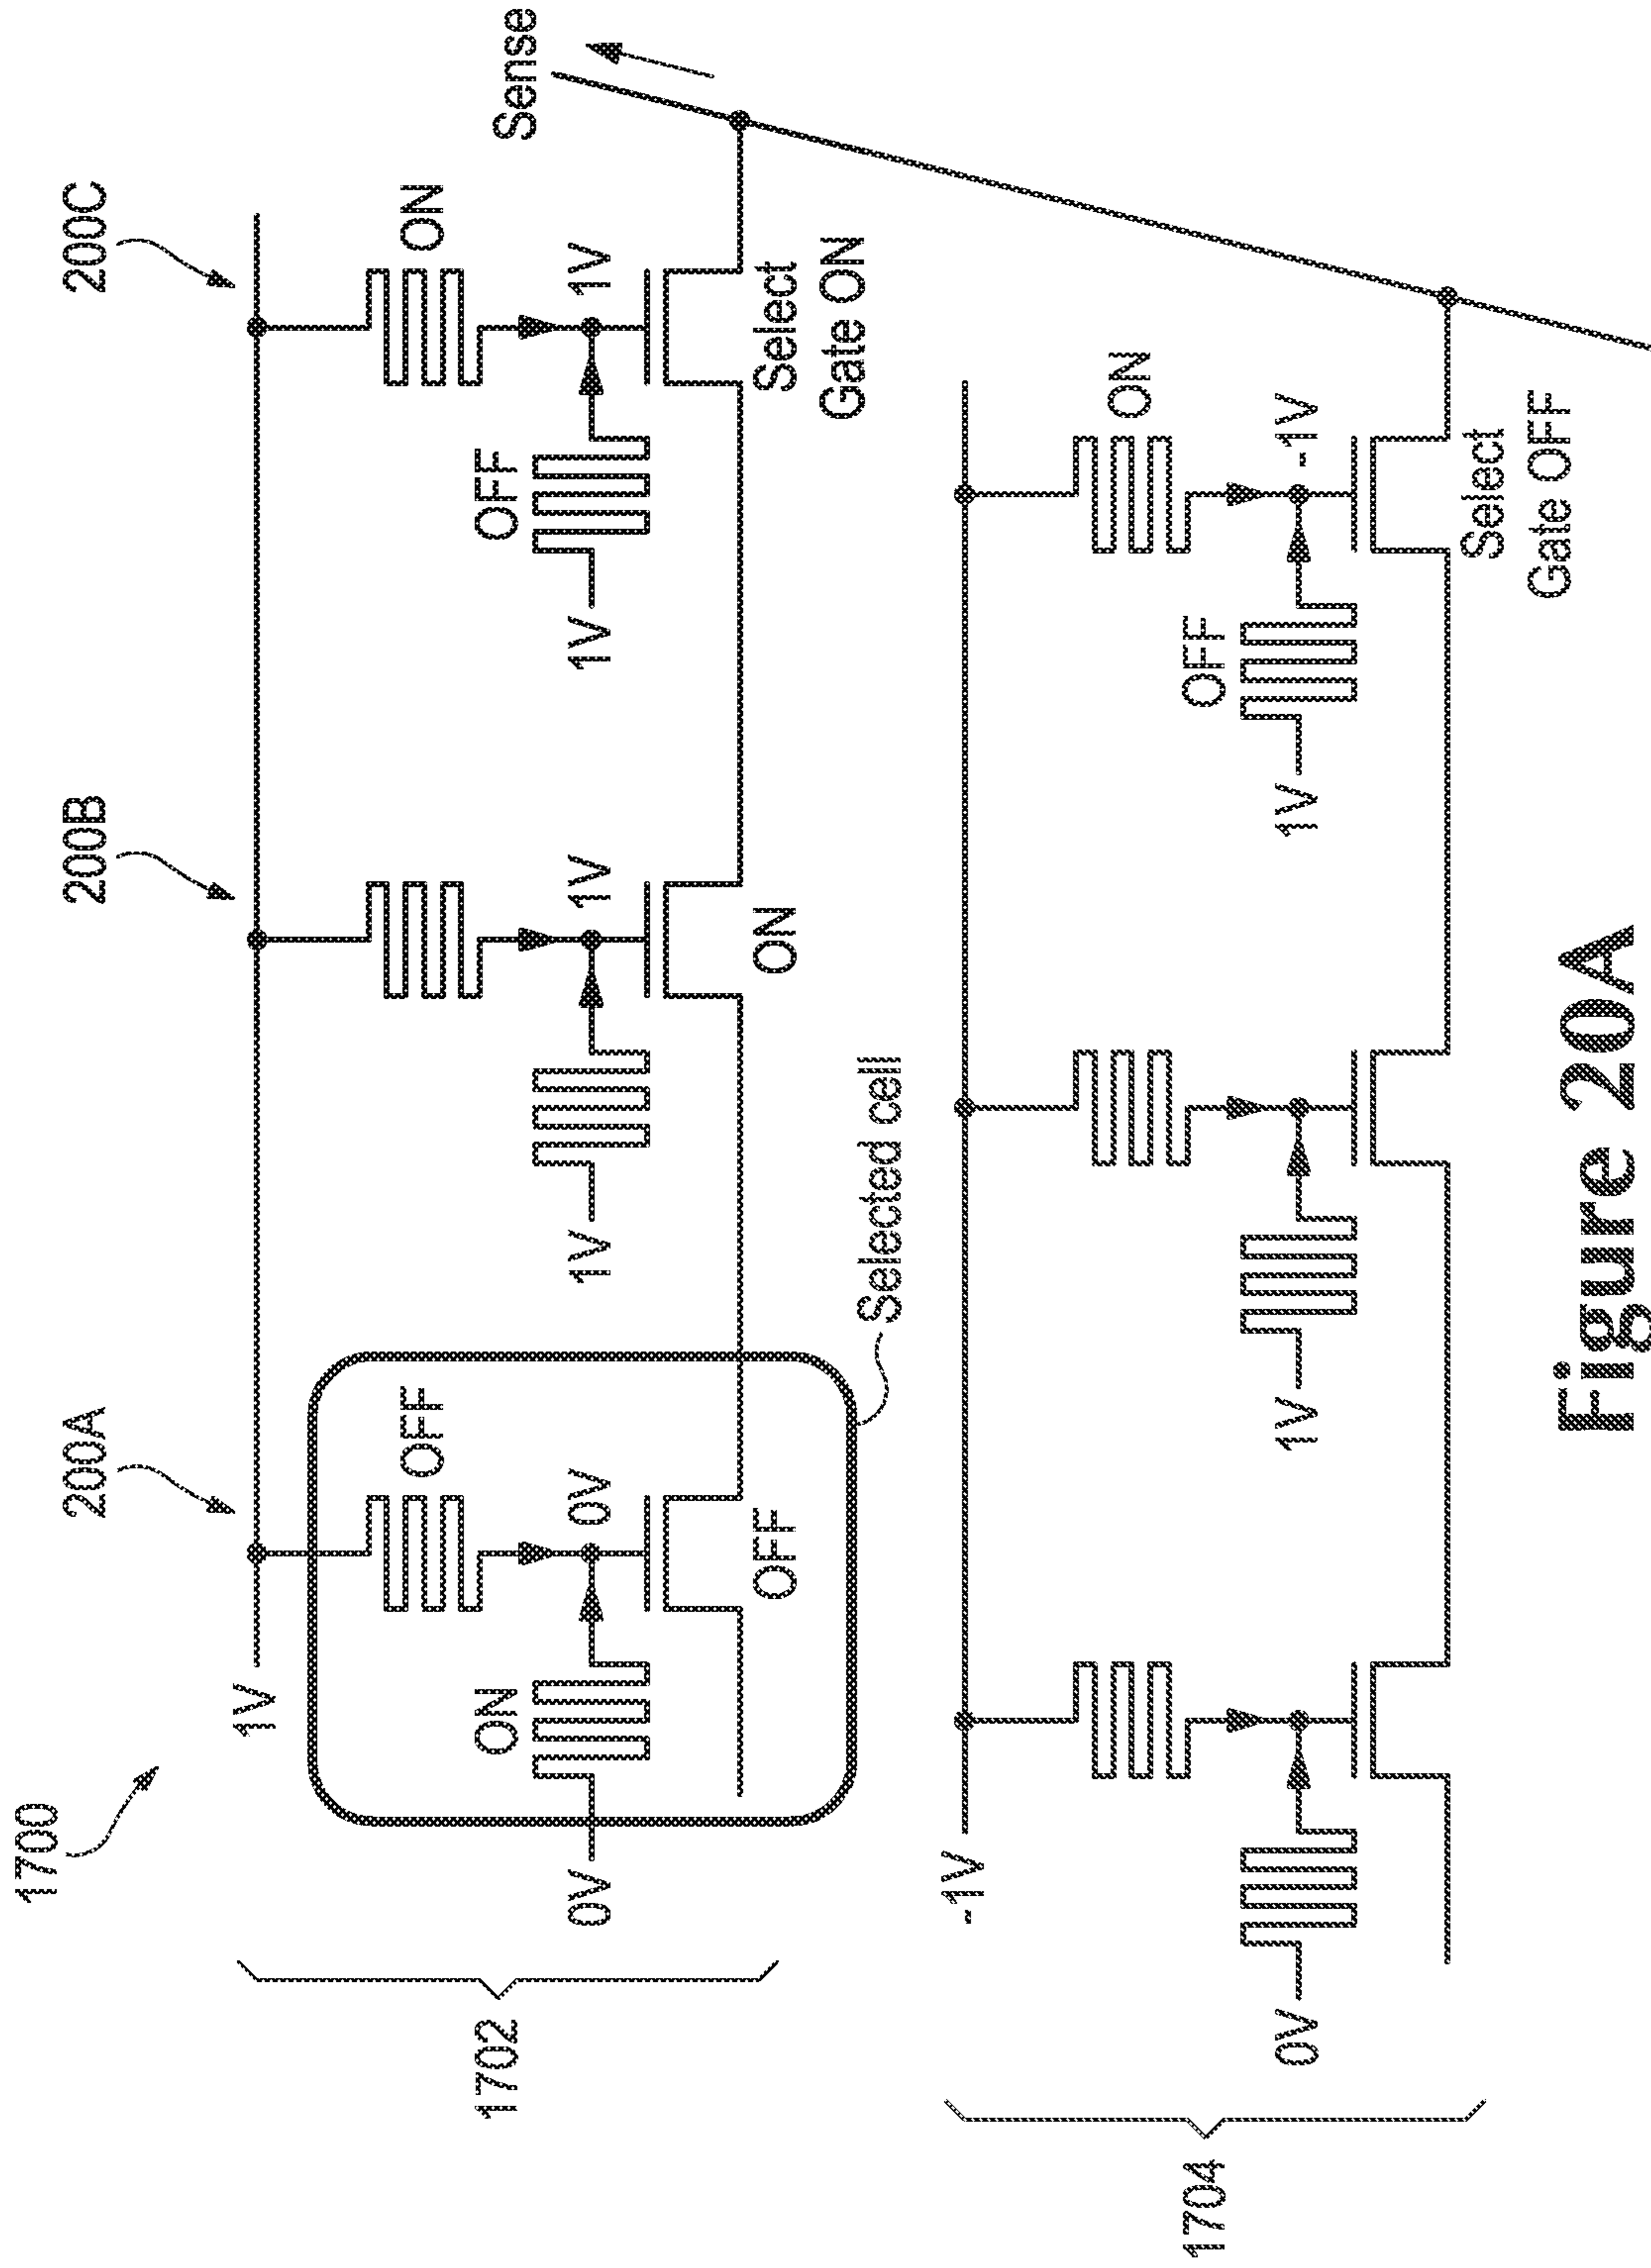 1700
200A
200B
200C
1V
Sense
1702
OFF
ON
ON
OFF
0V
0V
1V
1V
1V
1V
OFF
ON
Select
Gate ON
Selected cell
-1V
1704
ON
OFF
0V
1V
1V
-1V
Select
Gate OFF
Figure 20A